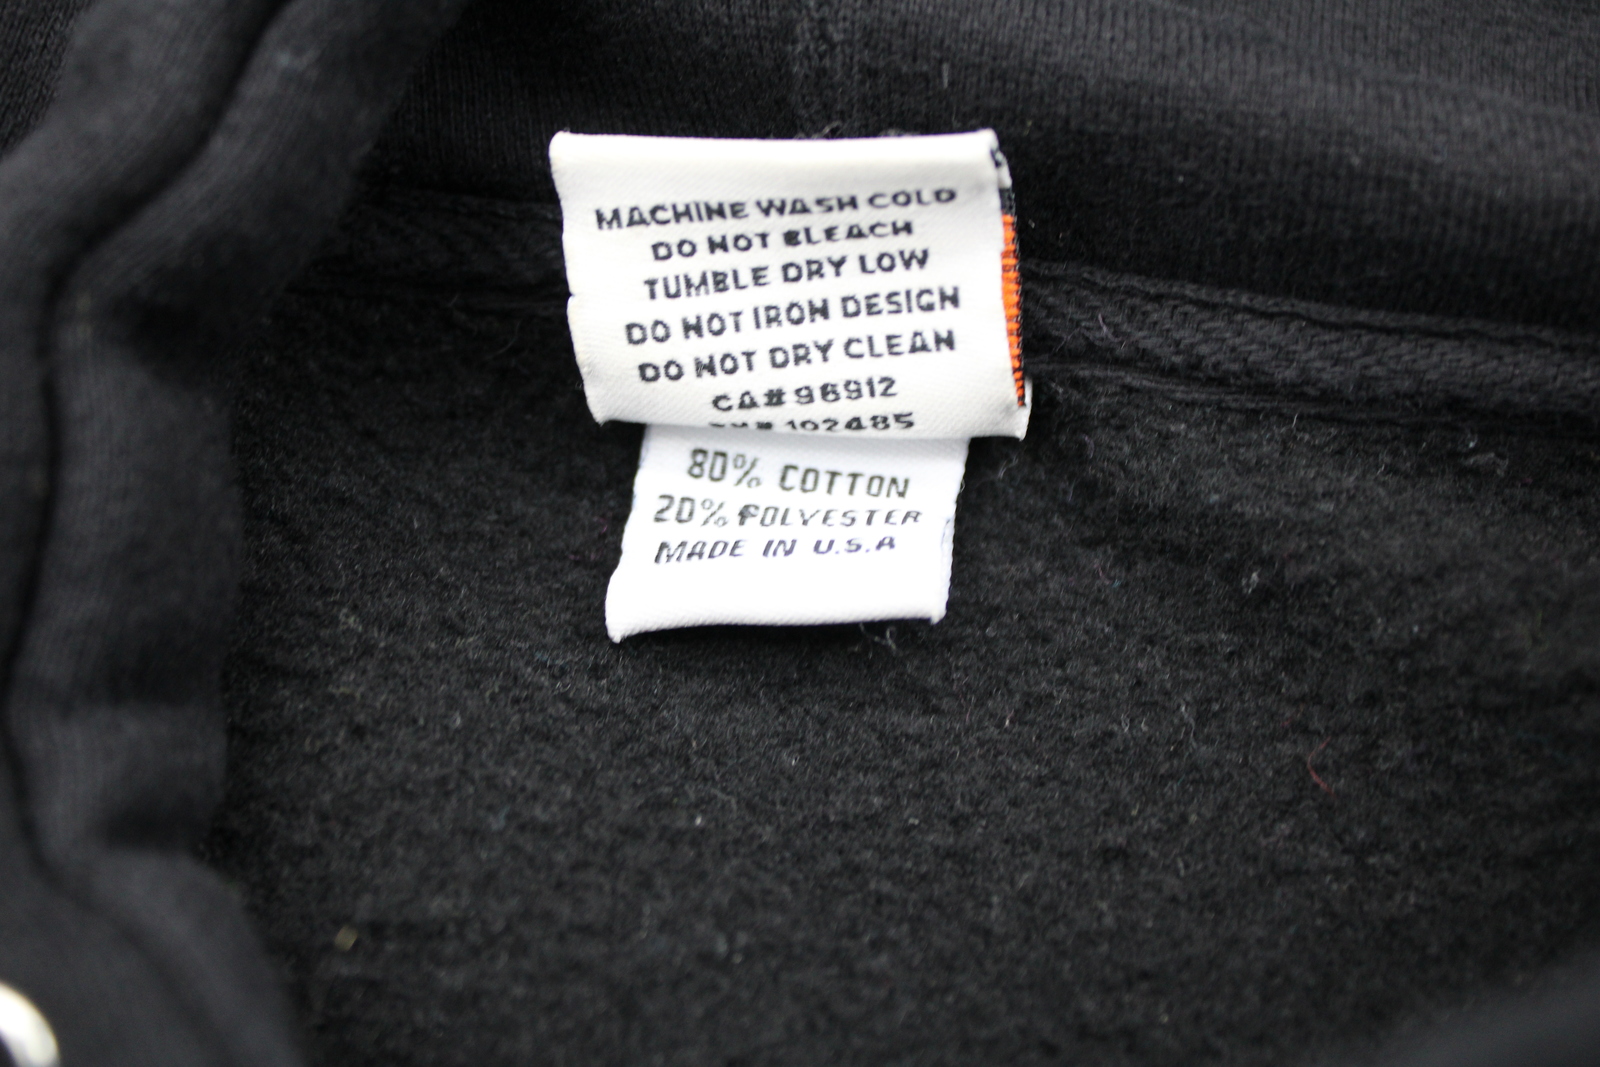 MACHINE WASH COLD
DO NOT BLEACH
TUMBLE DRY LOW
DO NOT IRON DESIGN
DO NOT DRY CLEAN
CA# 96912
102485
80% COTTON
20% POLYESTER
MADE IN U.S.A